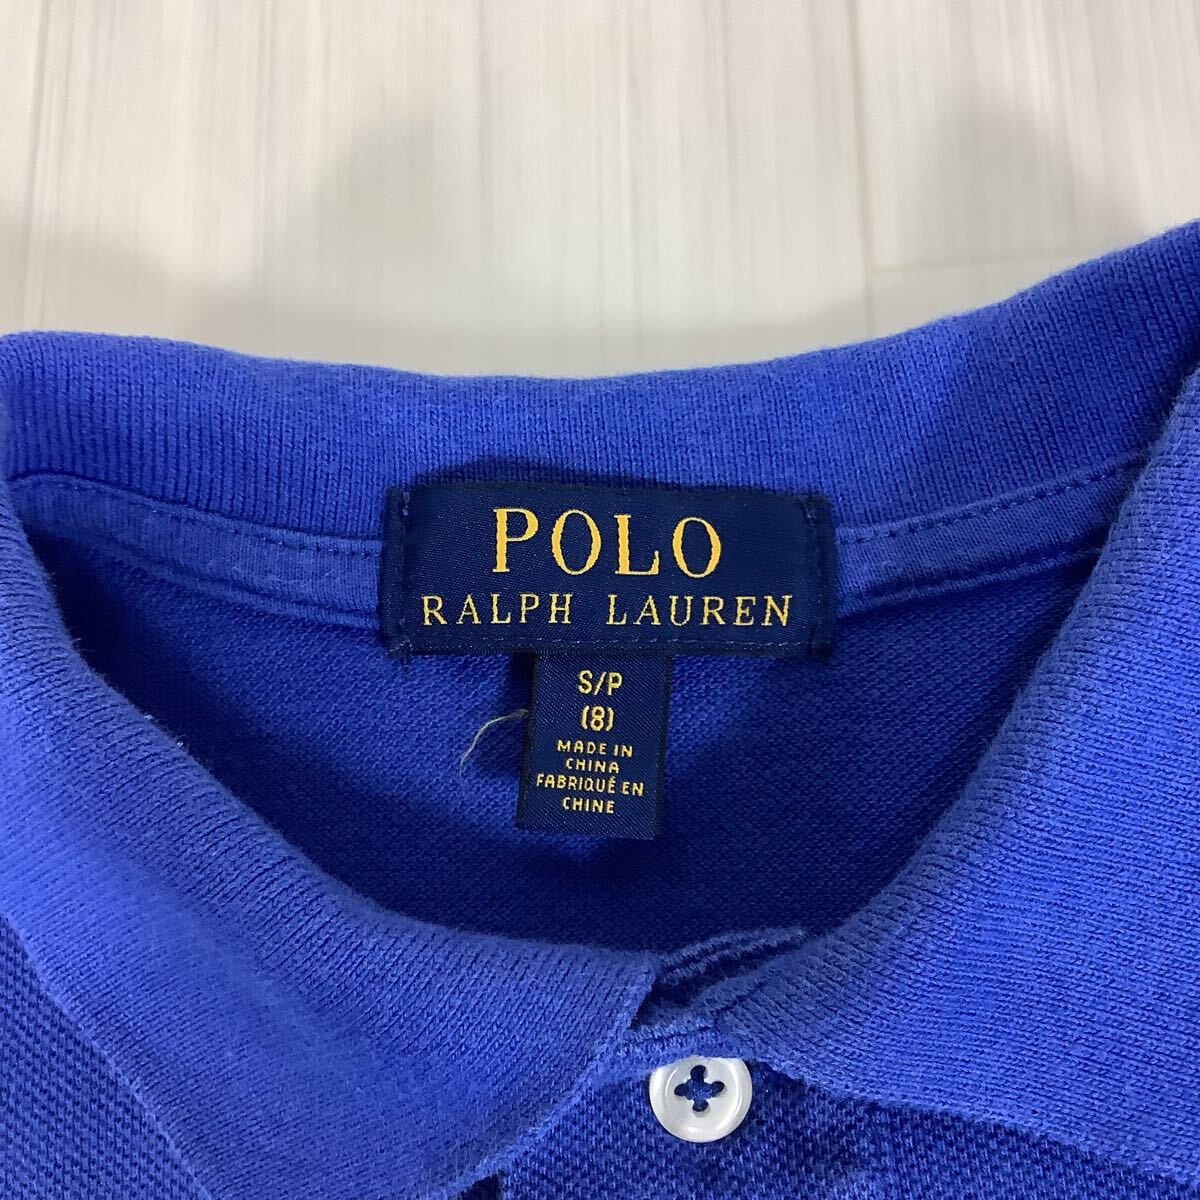 POLO
RALPH LAUREN
S/P
(8)
MADE IN
CHINA
FABRIQUÉ EN
CHINE